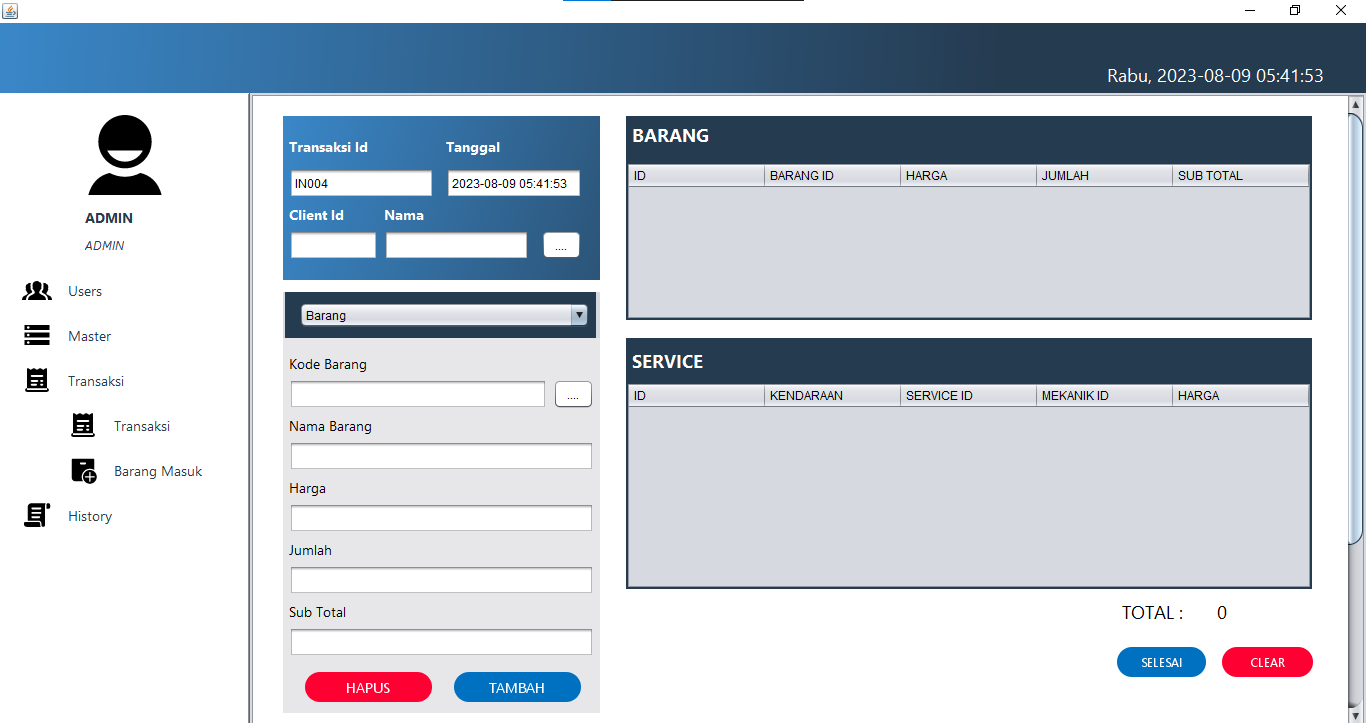 Rabu, 2023-08-09 05:41:53
ADMIN
ADMIN
Users
Master
Transaksi
Transaksi
Barang Masuk
History
Transaksi Id Tanggal
IN004 2023-08-09 05:41:53
Client Id Nama
....
Barang
Kode Barang
....
Nama Barang
Harga
Jumlah
Sub Total
HAPUS TAMBAH
BARANG
ID BARANG ID HARGA JUMLAH SUB TOTAL
SERVICE
ID KENDARAAN SERVICE ID MEKANIK ID HARGA
TOTAL : 0
SELESAI CLEAR